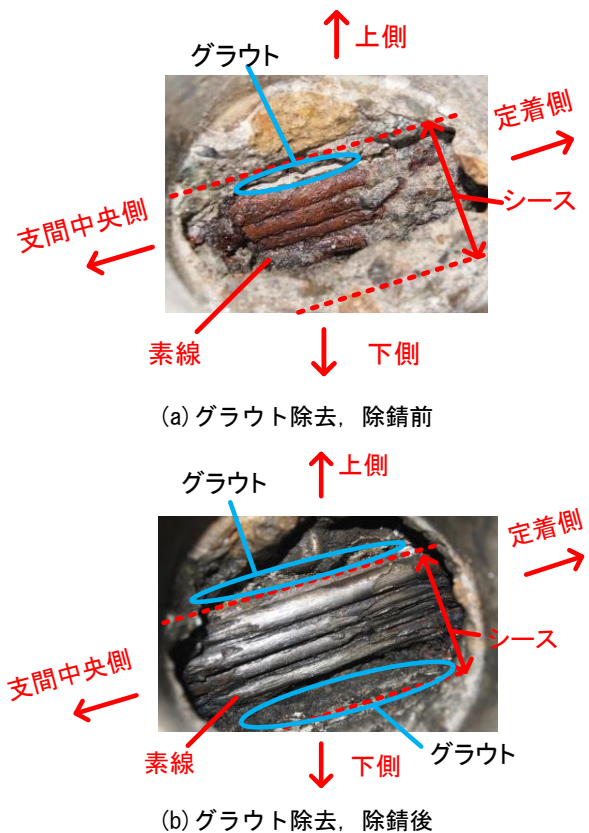 上側
グラウト
定着側
シース
支間中央側
素線
下側
(a)グラウト除去，除錆前
上側
グラウト
定着側
シース
支間中央側
素線
下側
グラウト
(b)グラウト除去，除錆後